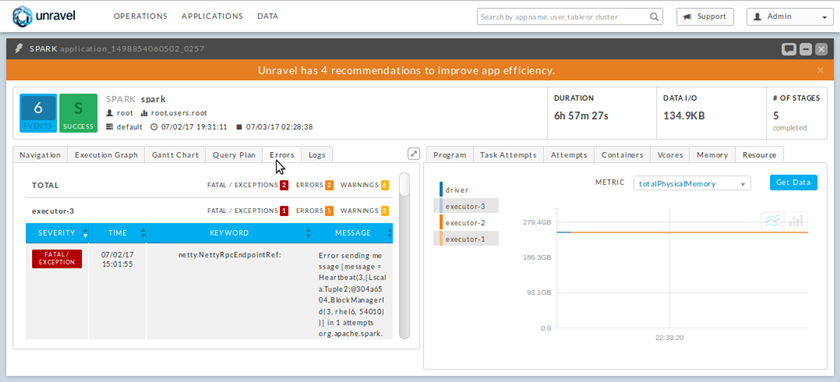 unravel
OPERATIONS APPLICATIONS DATA
Search by app name, user, table or cluster
Support
Admin
SPARK application_1498854060502_0257
Unravel has 4 recommendations to improve app efficiency.
6
EVENTS
S
SUCCESS
SPARK spark
root root.users.root
default 07/02/17 19:31:11 07/03/17 02:28:38
DURATION
6h 57m 27s
DATA I/O
134.9KB
# OF STAGES
5
completed
Navigation Execution Graph Gantt Chart Query Plan Errors Logs
TOTAL FATAL / EXCEPTIONS 2 ERRORS 2 WARNINGS 6
executor-3 FATAL / EXCEPTIONS 1 ERRORS 1 WARNINGS 3
SEVERITY TIME KEYWORD MESSAGE
FATAL / EXCEPTION
07/02/17 15:01:55
netty.NettyRpcEndpointRef:
Error sending me
ssage [message =
Heartbeat(3,[Lscal
a.Tuple2;@304a65
04,BlockManagerI
d(3, rhel6, 54010)
)] in 1 attempts
org.apache.spark.
Program Task Attempts Attempts Containers Vcores Memory Resource
driver
executor-3
executor-2
executor-1
METRIC totalPhysicalMemory Get Data
279.4GB
186.3GB
93.1GB
0.0
22:33:20